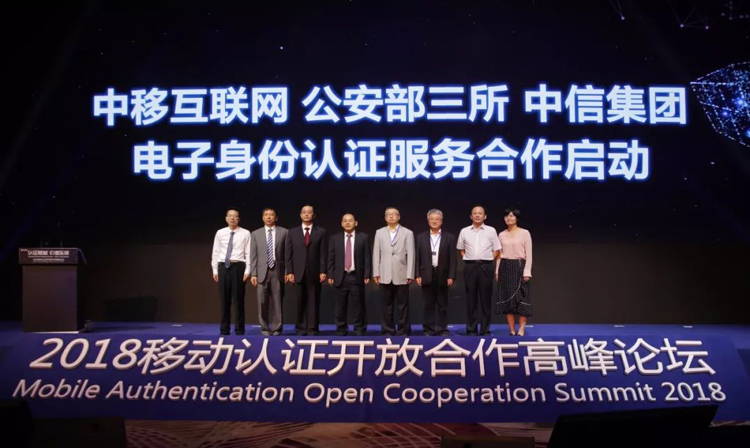 中移互联网 公安部三所 中信集团
电子身份认证服务合作启动
2018移动认证开放合作高峰论坛
Mobile Authentication Open Cooperation Summit 2018